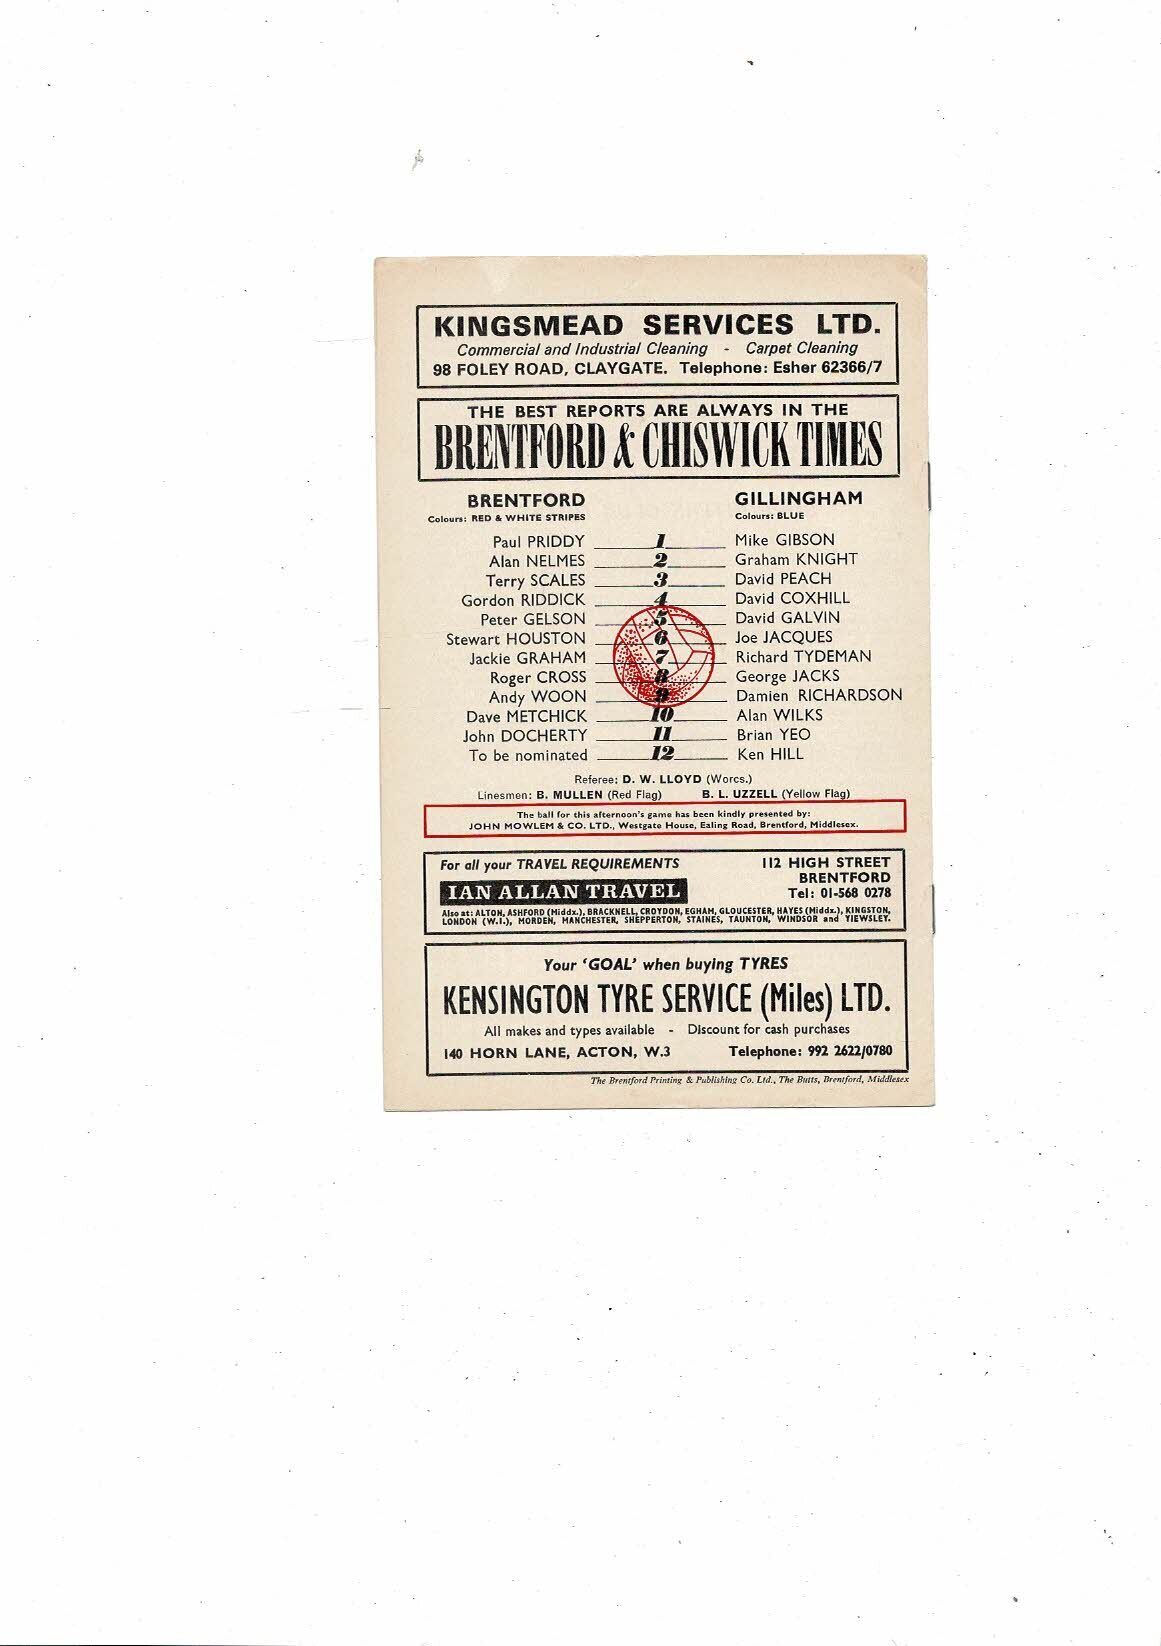 KINGSMEAD SERVICES LTD.
Commercial and Industrial Cleaning - Carpet Cleaning
98 FOLEY ROAD, CLAYGATE. Telephone: Esher 62366/7
THE BEST REPORTS ARE ALWAYS IN THE
BRENTFORD & CHISWICK TIMES
BRENTFORD GILLINGHAM
Colours: RED & WHITE STRIPES Colours: BLUE
Paul PRIDDY 1 Mike GIBSON
Alan NELMES 2 Graham KNIGHT
Terry SCALES 3 David PEACH
Gordon RIDDICK 4 David COXHILL
Peter GELSON 5 David GALVIN
Stewart HOUSTON 6 Joe JACQUES
Jackie GRAHAM 7 Richard TYDEMAN
Roger CROSS 8 George JACKS
Andy WOON 9 Damien RICHARDSON
Dave METCHICK 10 Alan WILKS
John DOCHERTY 11 Brian YEO
To be nominated 12 Ken HILL
Referee: D. W. LLOYD (Worcs.)
Linesmen: B. MULLEN (Red Flag) B. L. UZZELL (Yellow Flag)
The ball for this afternoon's game has been kindly presented by:
JOHN MOWLEM & CO. LTD., Westgate House, Ealing Road, Brentford, Middlesex.
For all your TRAVEL REQUIREMENTS 112 HIGH STREET
BRENTFORD
IAN ALLAN TRAVEL Tel: 01-568 0278
Also at: ALTON, ASHFORD (Middx.), BRACKNELL, CROYDON, EGHAM, GLOUCESTER, HAYES (Middx.), KINGSTON,
LONDON (W.I.), MORDEN, MANCHESTER, SHEPPERTON, STAINES, TAUNTON, WINDSOR and YIEWSLEY.
Your 'GOAL' when buying TYRES
KENSINGTON TYRE SERVICE (Miles) LTD.
All makes and types available - Discount for cash purchases
140 HORN LANE, ACTON, W.3 Telephone: 992 2622/0780
The Brentford Printing & Publishing Co. Ltd., The Butts, Brentford, Middlesex